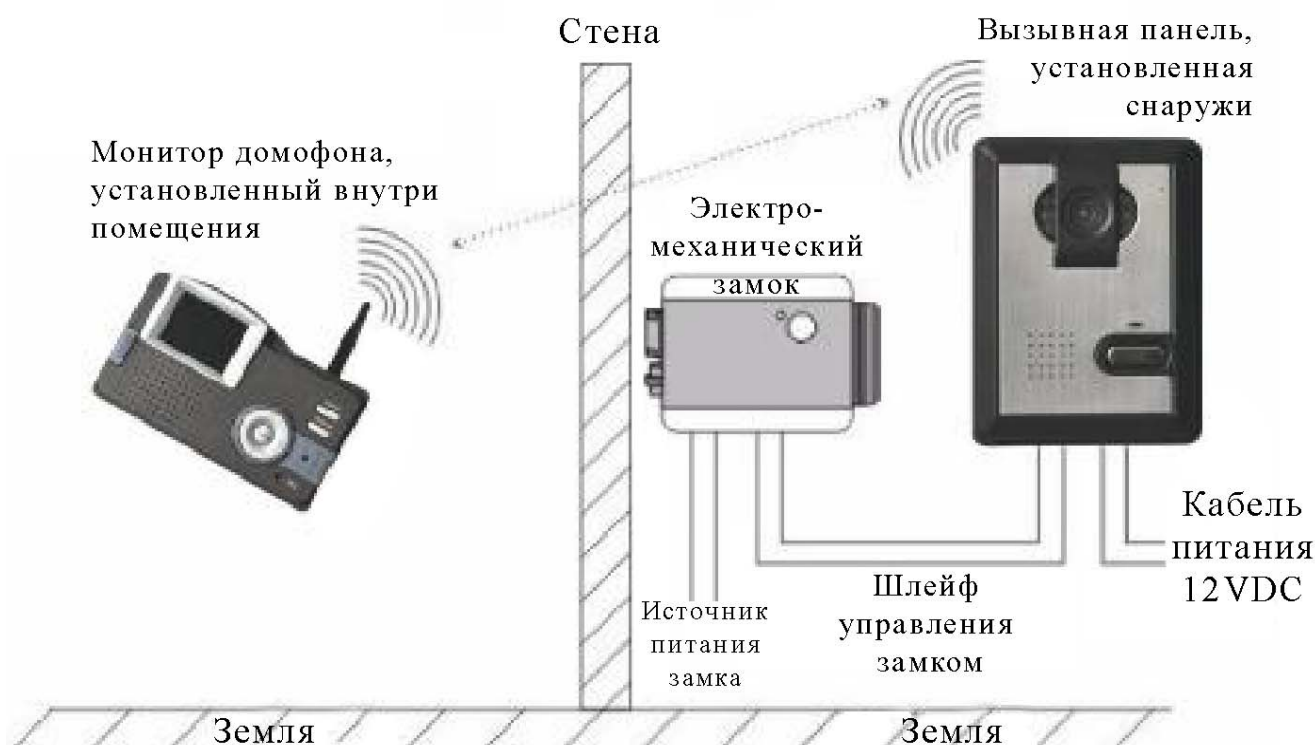 Стена
Вызывная панель,
установленная
снаружи
Монитор домофона,
установленный внутри
помещения
Электро-
механический
замок
Кабель
питания
12VDC
Шлейф
управления
замком
Источник
питания
замка
Земля
Земля